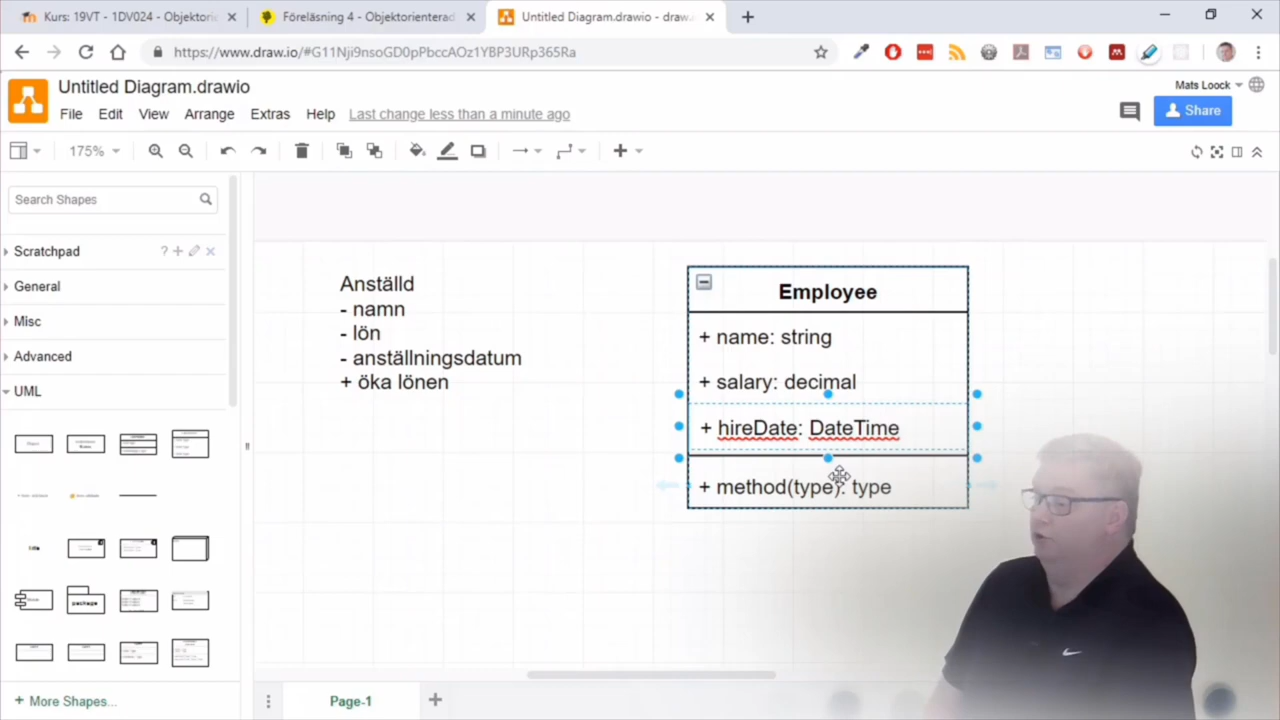 Kurs: 19VT - 1DV024 - Objektorie
Föreläsning 4 - Objektorienterad
Untitled Diagram.drawio - draw.
https://www.draw.io/#G11Nji9nsoGD0pPbccAOz1YBP3URp365Ra
Untitled Diagram.drawio
Mats Loock
File Edit View Arrange Extras Help Last change less than a minute ago
Share
175%
Search Shapes
Scratchpad
General
Misc
Advanced
UML
Title
package
+ More Shapes...
Anställd
- namn
- lön
- anställningsdatum
+ öka lönen
Employee
+ name: string
+ salary: decimal
+ hireDate: DateTime
+ method(type): type
Page-1